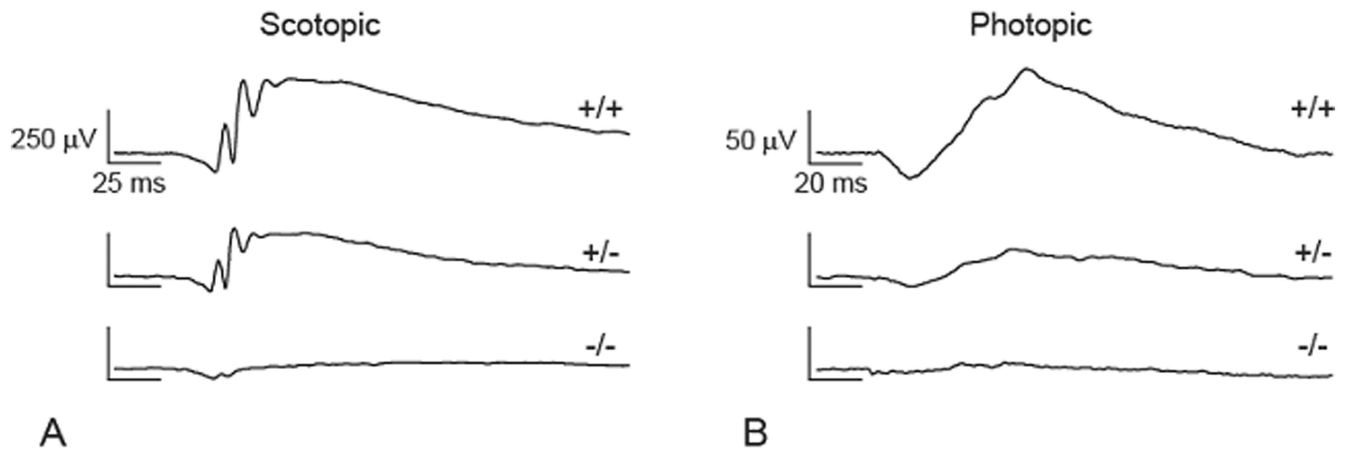 Scotopic
Photopic
+/+
250 μV
25 ms
+/+
50 μV
20 ms
+/-
+/-
-/-
-/-
A
B